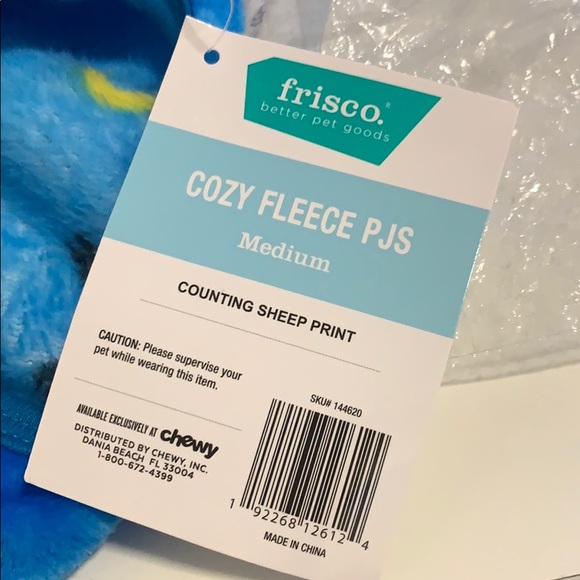 frisco.®
better pet goods
COZY FLEECE PJS
Medium
COUNTING SHEEP PRINT
CAUTION: Please supervise your
pet while wearing this item.
AVAILABLE EXCLUSIVELY AT chewy
DISTRIBUTED BY CHEWY, INC.
DANIA BEACH FL 33004
1-800-672-4399
SKU# 144620
1 92268 12612 4
MADE IN CHINA